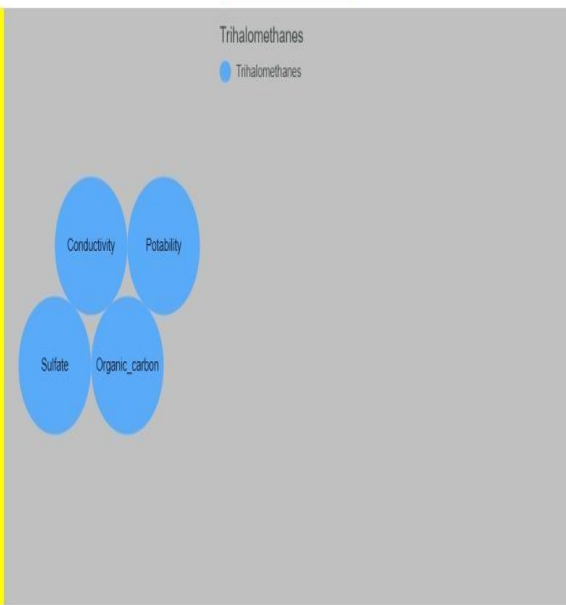 Trihalomethanes
Trihalomethanes
Conductivity
Potability
Sulfate
Organic_carbon